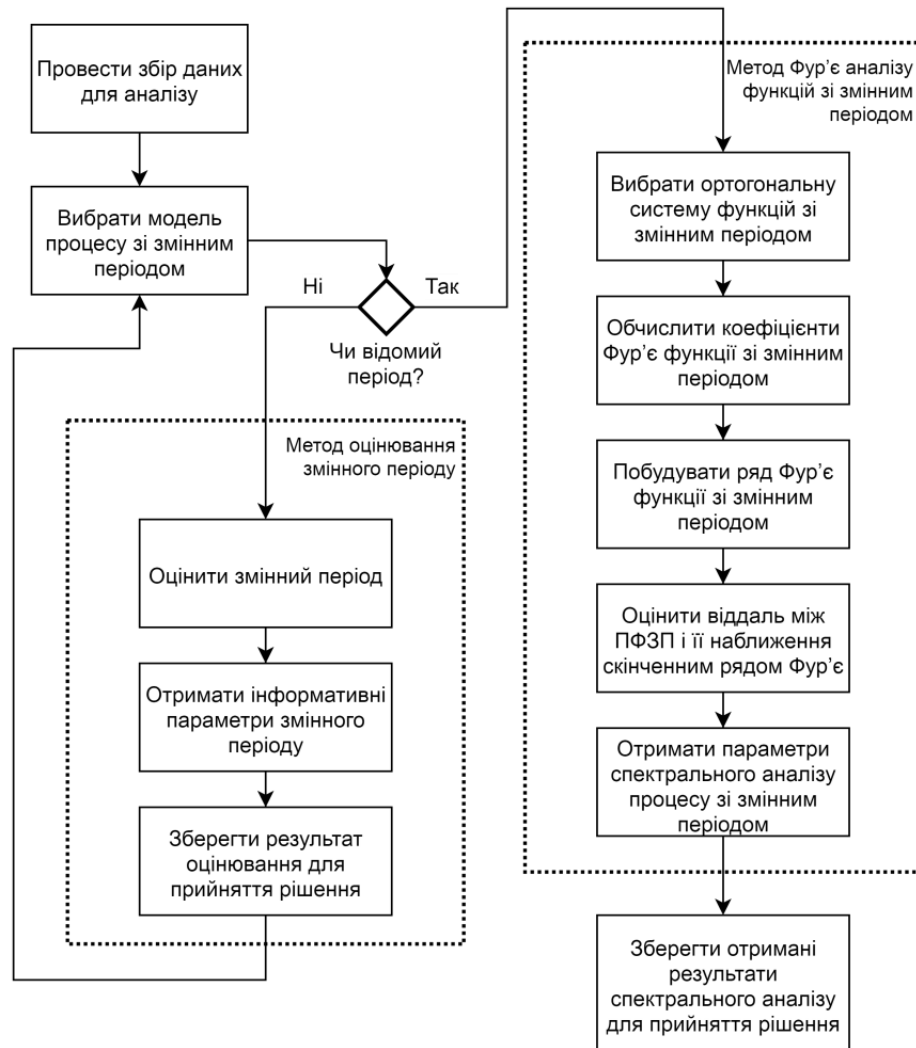 Провести збір даних
для аналізу
Вибрати модель
процесу зі змінним
періодом
Ні
Так
Чи відомий
період?
Метод оцінювання
змінного періоду
Оцінити змінний період
Отримати інформативні
параметри змінного
періоду
Зберегти результат
оцінювання для
прийняття рішення
Метод Фур’є аналізу
функцій зі змінним
періодом
Вибрати ортогональну
систему функцій зі
змінним періодом
Обчислити коефіцієнти
Фур’є функції зі змінним
періодом
Побудувати ряд Фур’є
функції зі змінним
періодом
Оцінити віддаль між
ПФЗП і її наближення
скінченним рядом Фур’є
Отримати параметри
спектрального аналізу
процесу зі змінним
періодом
Зберегти отримані
результати
спектрального аналізу
для прийняття рішення